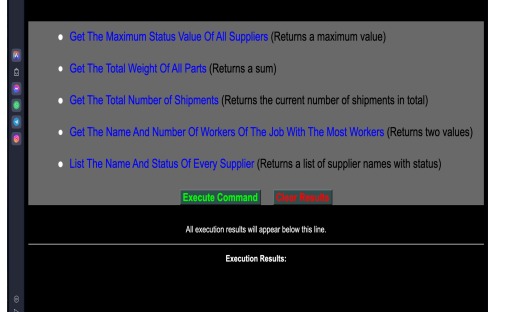 Get The Maximum Status Value Of All Suppliers (Returns a maximum value)
Get The Total Weight Of All Parts (Returns a sum)
Get The Total Number of Shipments (Returns the current number of shipments in total)
Get The Name And Number Of Workers Of The Job With The Most Workers (Returns two values)
List The Name And Status Of Every Supplier (Returns a list of supplier names with status)
Execute Command Clear Results
All execution results will appear below this line.
Execution Results: